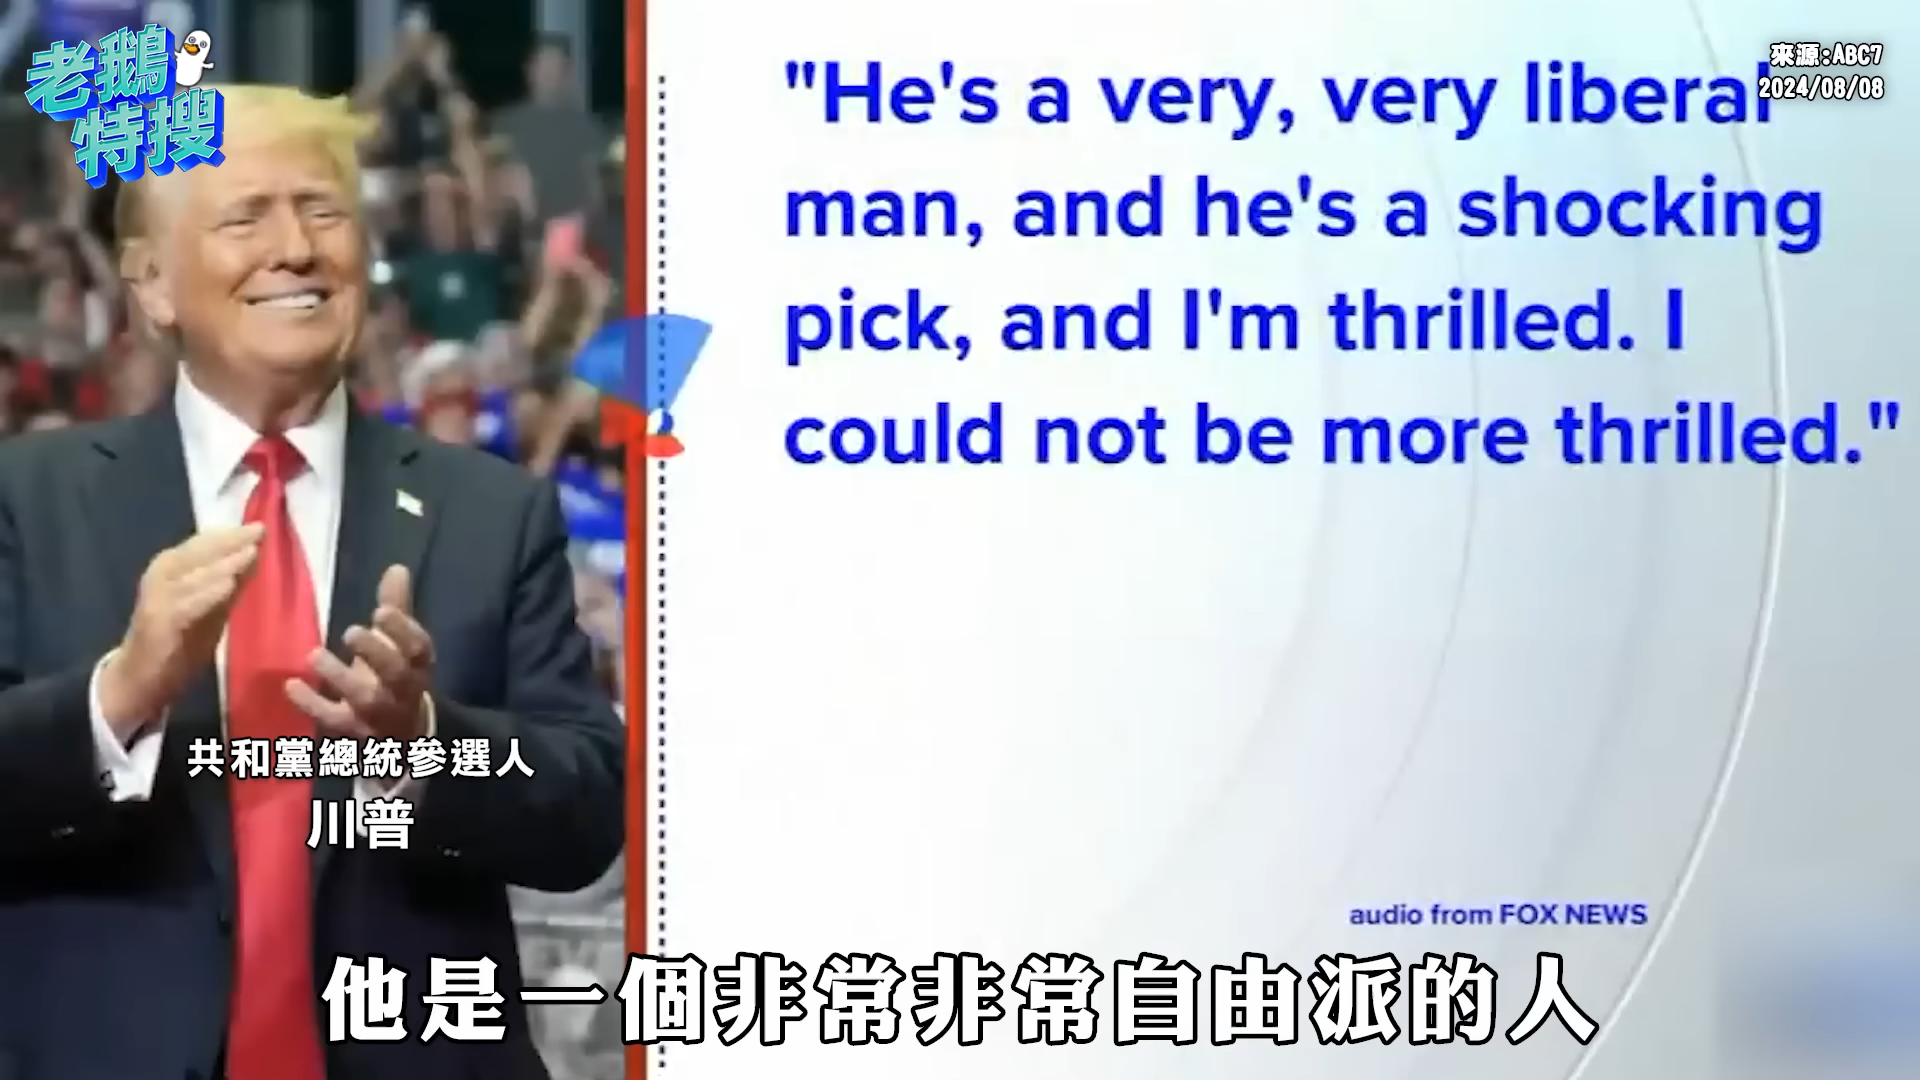 老鵝
特搜
來源:ABC7
2024/08/08
"He's a very, very liberal
man, and he's a shocking
pick, and I'm thrilled. I
could not be more thrilled."
共和黨總統參選人
川普
audio from FOX NEWS
他是一個非常非常自由派的人